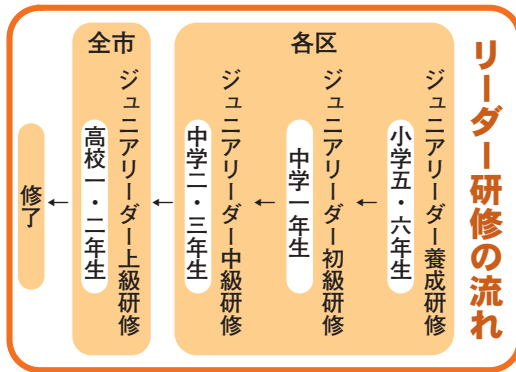 リーダー研修の流れ
各区
ジュニアリーダー養成研修
小学五・六年生
←
ジュニアリーダー初級研修
中学一年生
←
ジュニアリーダー中級研修
中学二・三年生
←
全市
ジュニアリーダー上級研修
高校一・二年生
←
修了